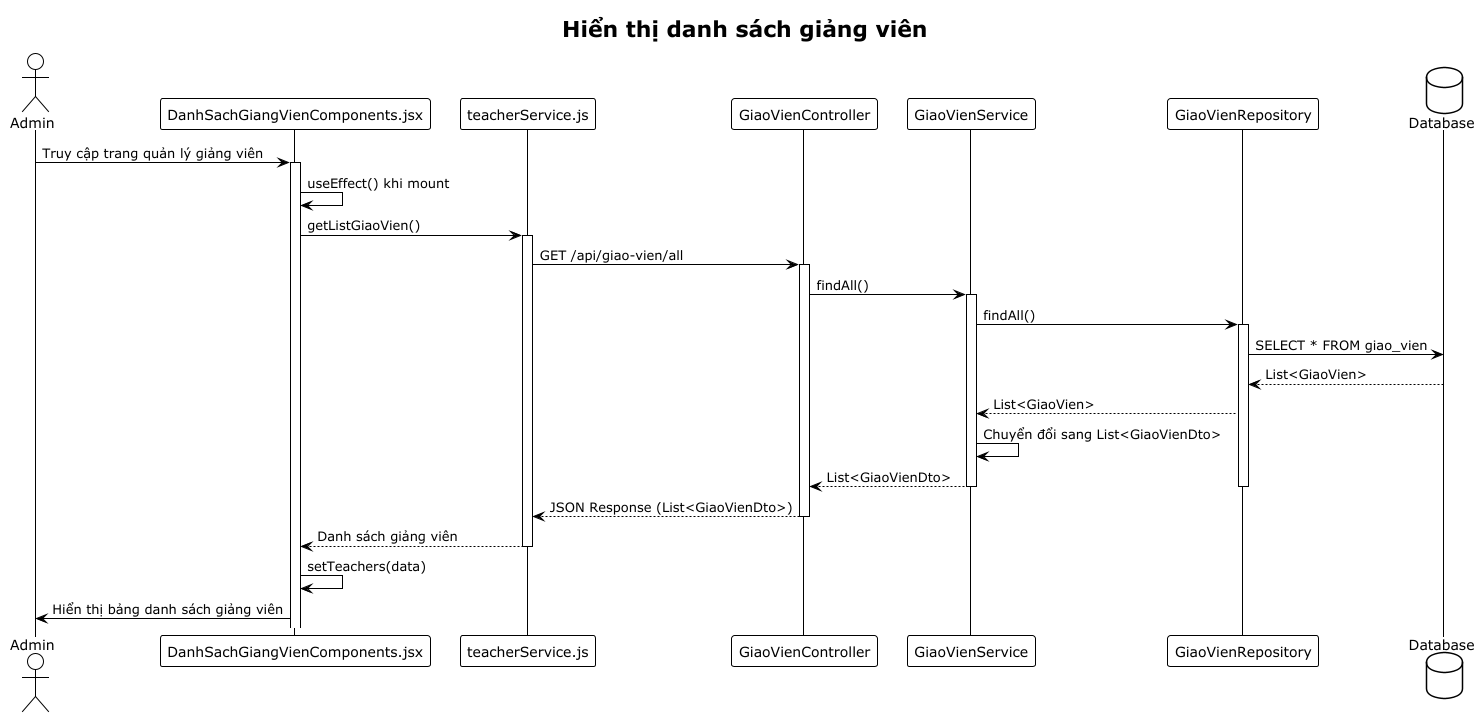 Hiển thị danh sách giảng viên
Admin
DanhSachGiangVienComponents.jsx
teacherService.js
GiaoVienController
GiaoVienService
GiaoVienRepository
Database
Truy cập trang quản lý giảng viên
useEffect() khi mount
getListGiaoVien()
GET /api/giao-vien/all
findAll()
findAll()
SELECT * FROM giao_vien
List<GiaoVien>
List<GiaoVien>
Chuyển đổi sang List<GiaoVienDto>
List<GiaoVienDto>
JSON Response (List<GiaoVienDto>)
Danh sách giảng viên
setTeachers(data)
Hiển thị bảng danh sách giảng viên
Admin
DanhSachGiangVienComponents.jsx
teacherService.js
GiaoVienController
GiaoVienService
GiaoVienRepository
Database